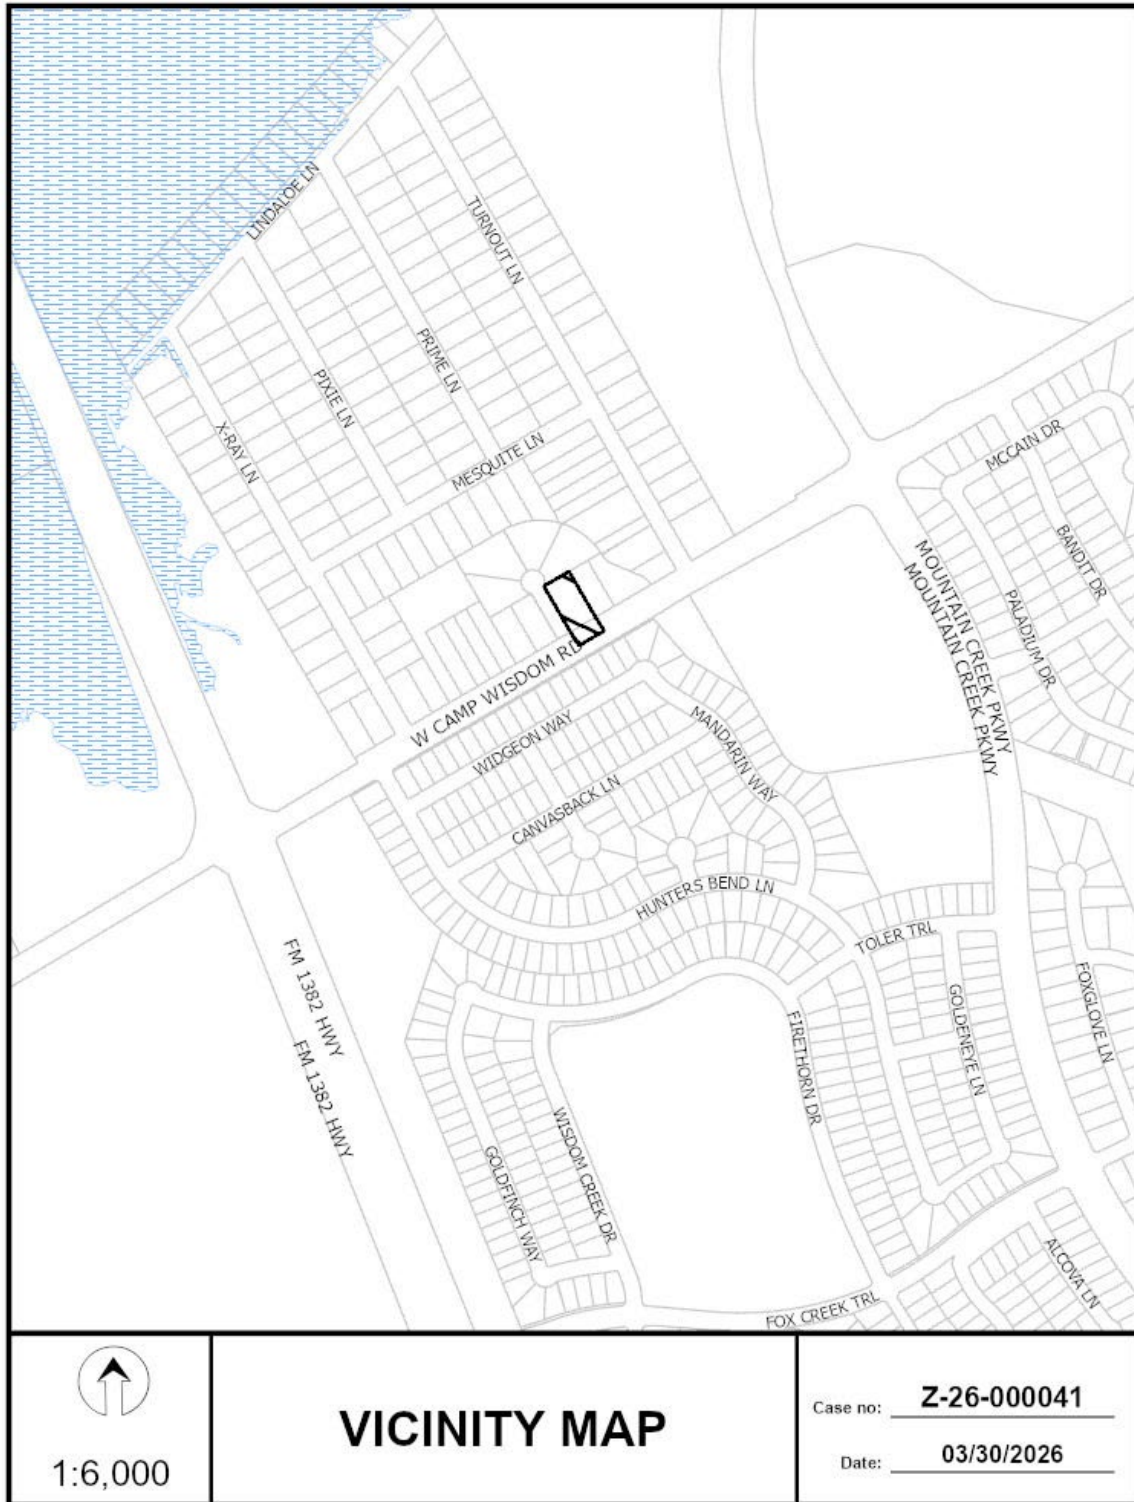 LINDALOE LN
TURNOUT LN
PRIME LN
PIXIE LN
X-RAY LN
MESQUITE LN
MCCAIN DR
BANDIT DR
PALADIUM DR
MOUNTAIN CREEK PKWY
MOUNTAIN CREEK PKWY
W CAMP WISDOM RD
WIDGEON WAY
MANDARIN WAY
CANVASBACK LN
HUNTERS BEND LN
TOLER TRL
FM 1382 HWY
FM 1382 HWY
GOLDENEYE LN
FOXGLOVE LN
FIRETHORN DR
WISDOM CREEK DR
GOLDFINCH WAY
ALCOVA LN
FOX CREEK TRL
1:6,000
VICINITY MAP
Case no: Z-26-000041
Date: 03/30/2026